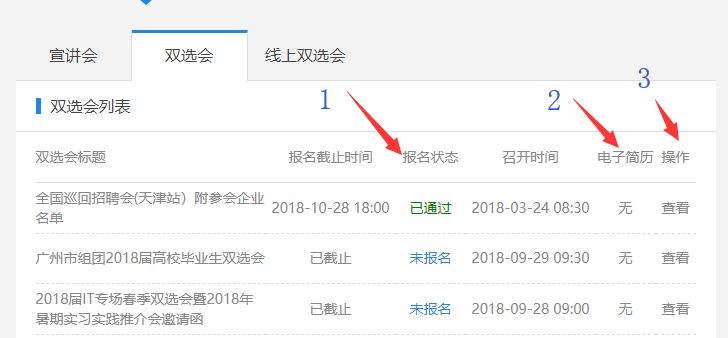 宣讲会 双选会 线上双选会
双选会列表
1 2 3
双选会标题 报名截止时间 报名状态 召开时间 电子简历 操作
全国巡回招聘会(天津站）附参会企业
名单 2018-10-28 18:00 已通过 2018-03-24 08:30 无 查看
广州市组团2018届高校毕业生双选会 已截止 未报名 2018-09-29 09:30 无 查看
2018届IT专场春季双选会暨2018年
暑期实习实践推介会邀请函 已截止 未报名 2018-09-28 09:00 无 查看